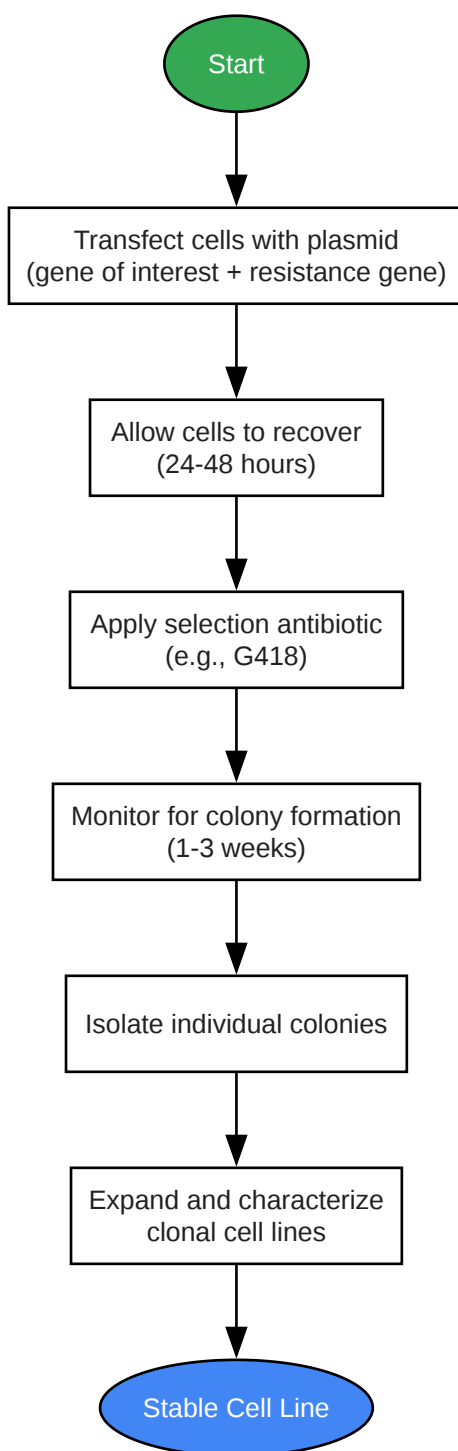 Start
Transfect cells with plasmid
(gene of interest + resistance gene)
Allow cells to recover
(24-48 hours)
Apply selection antibiotic
(e.g., G418)
Monitor for colony formation
(1-3 weeks)
Isolate individual colonies
Expand and characterize
clonal cell lines
Stable Cell Line